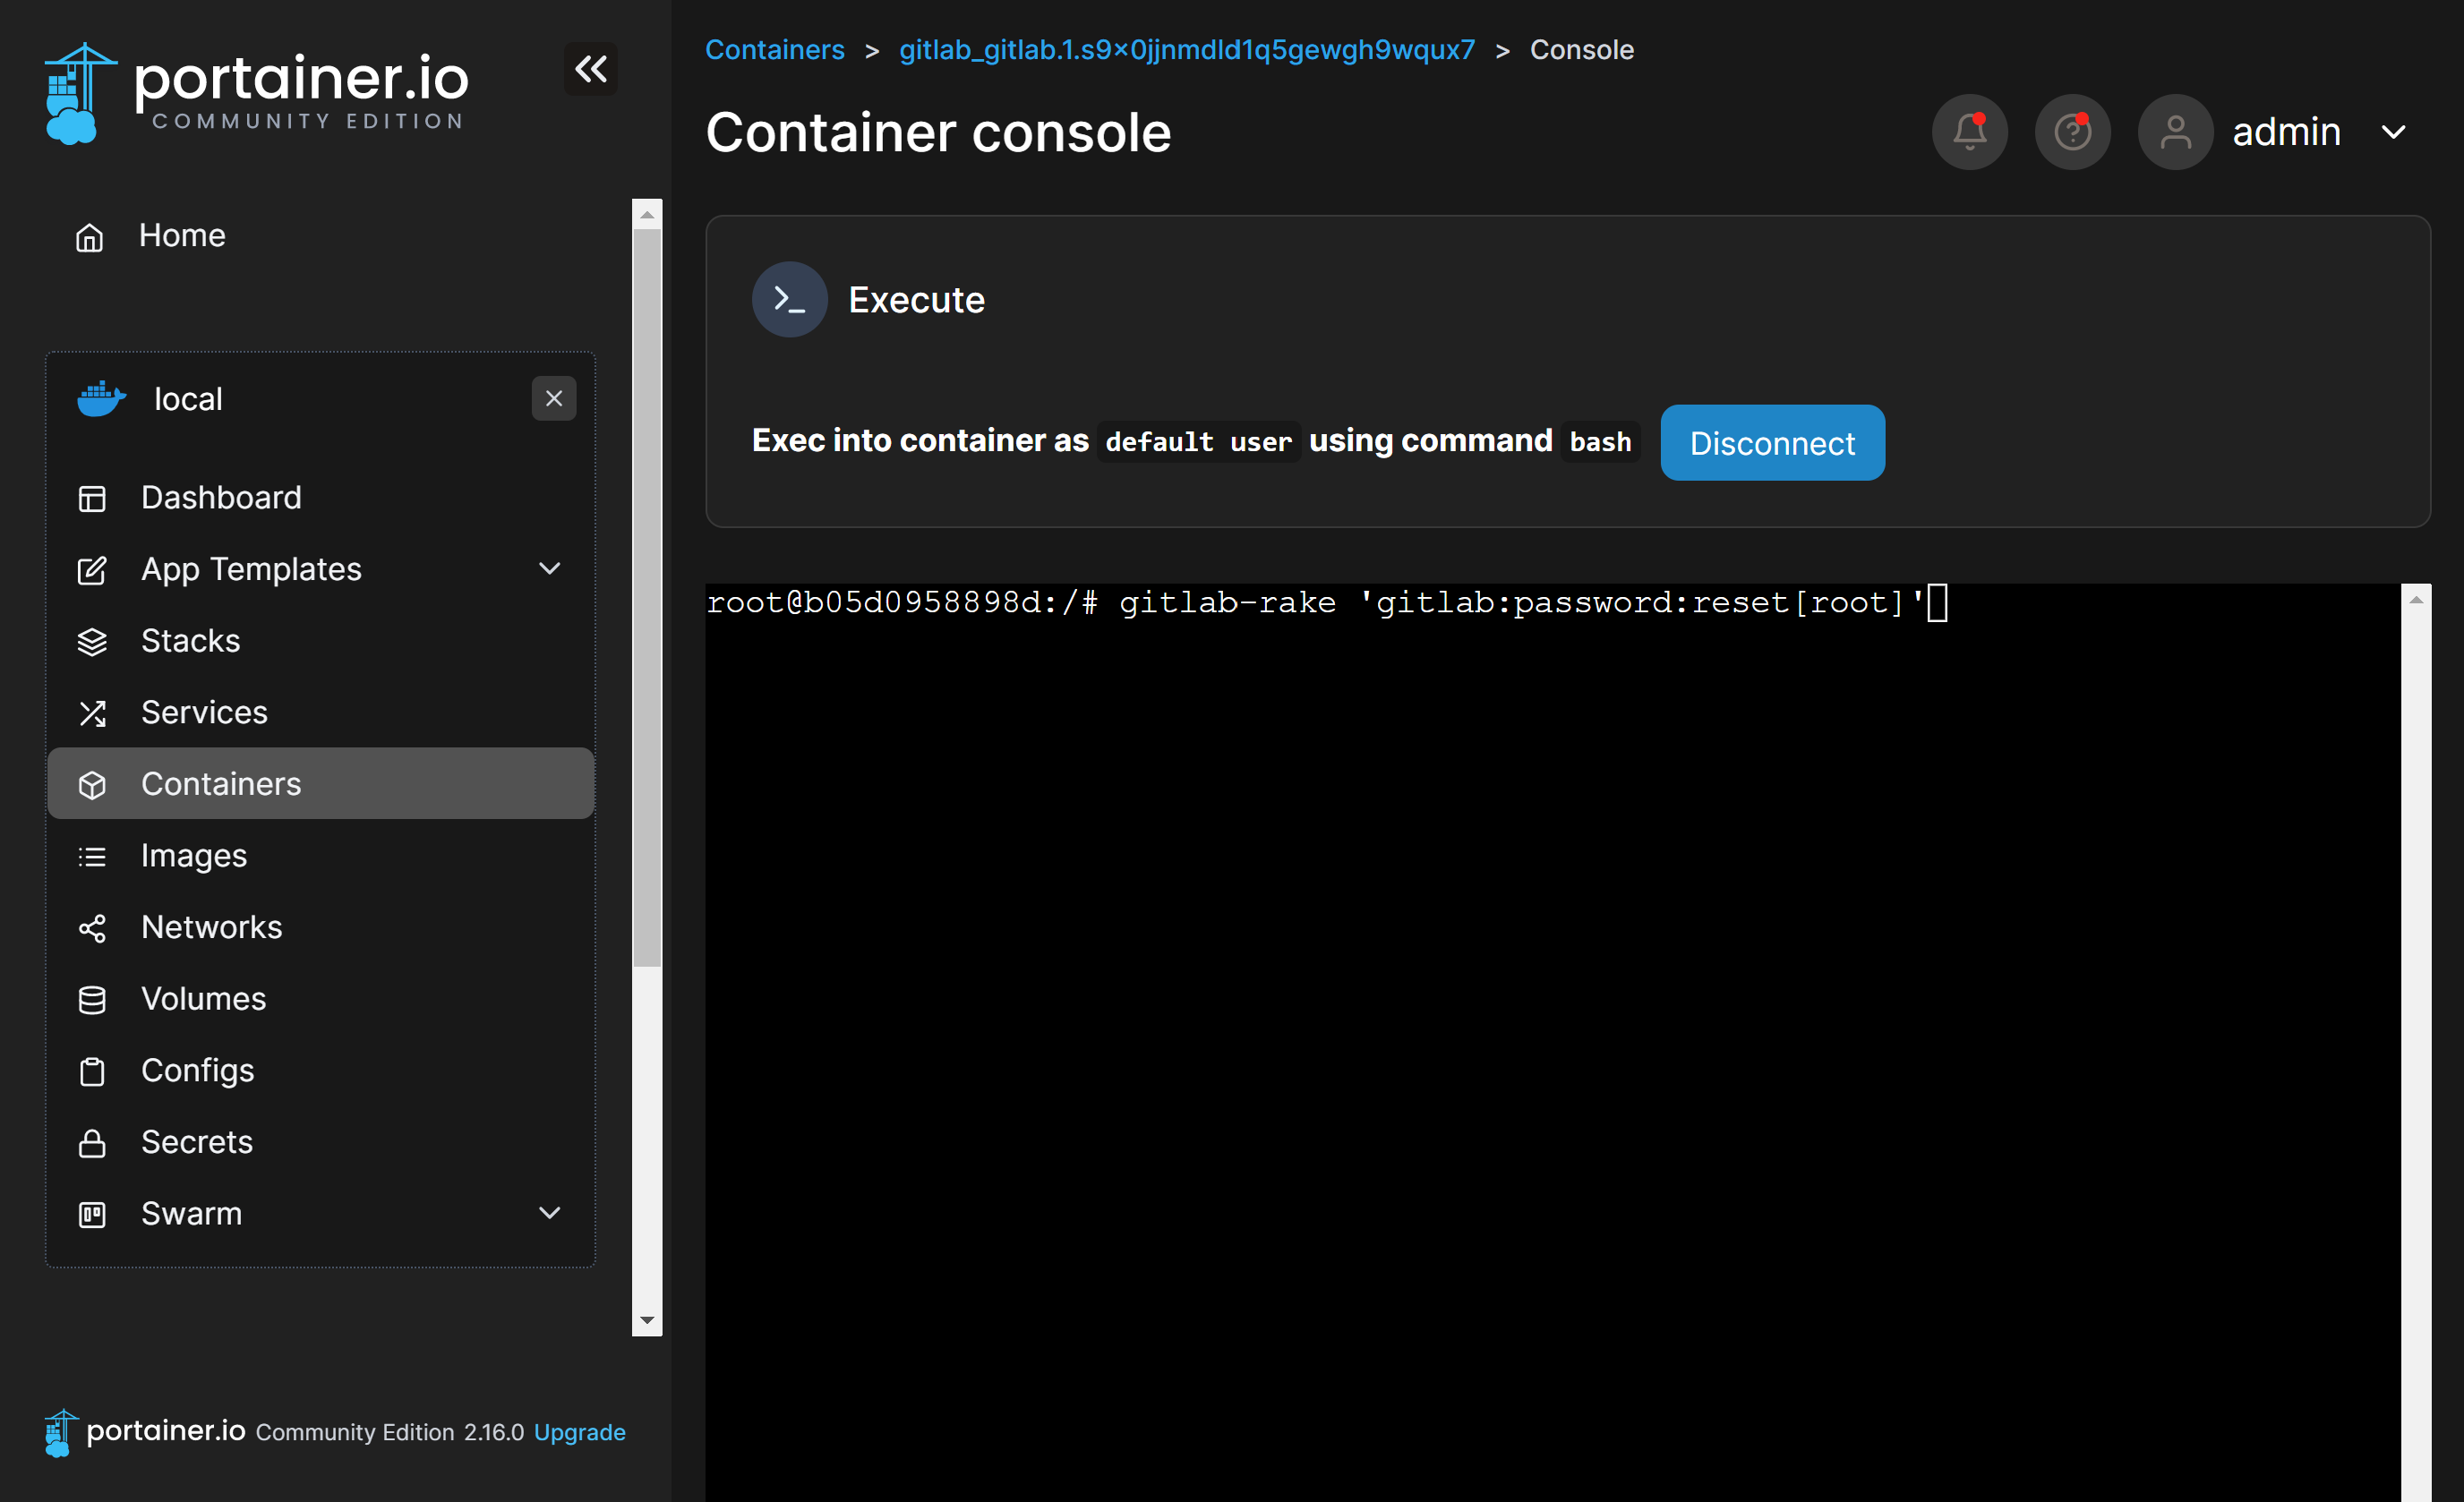 portainer.io
COMMUNITY EDITION
Home
local
Dashboard
App Templates
Stacks
Services
Containers
Images
Networks
Volumes
Configs
Secrets
Swarm
portainer.io Community Edition 2.16.0 Upgrade
Containers > gitlab_gitlab.1.s9x0jjnmdld1q5gewgh9wqux7 > Console
Container console
admin
Execute
Exec into container as default user using command bash Disconnect
root@b05d0958898d:/# gitlab-rake 'gitlab:password:reset[root]'